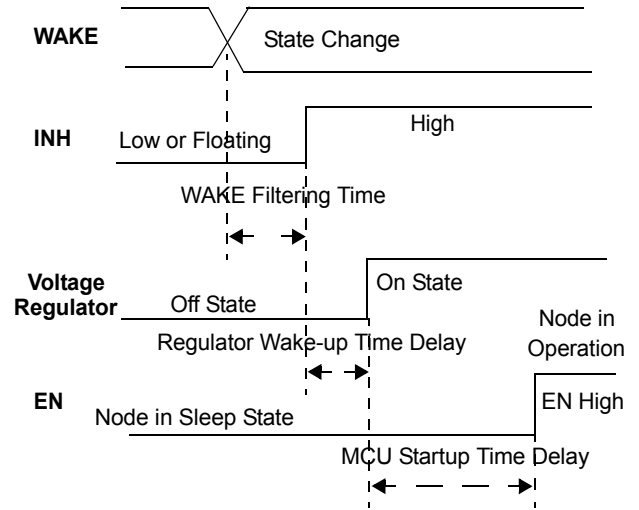 WAKE
State Change
INH
Low or Floating
High
WAKE Filtering Time
Voltage
Regulator
Off State
On State
Regulator Wake-up Time Delay
Node in
Operation
EN
Node in Sleep State
EN High
MCU Startup Time Delay